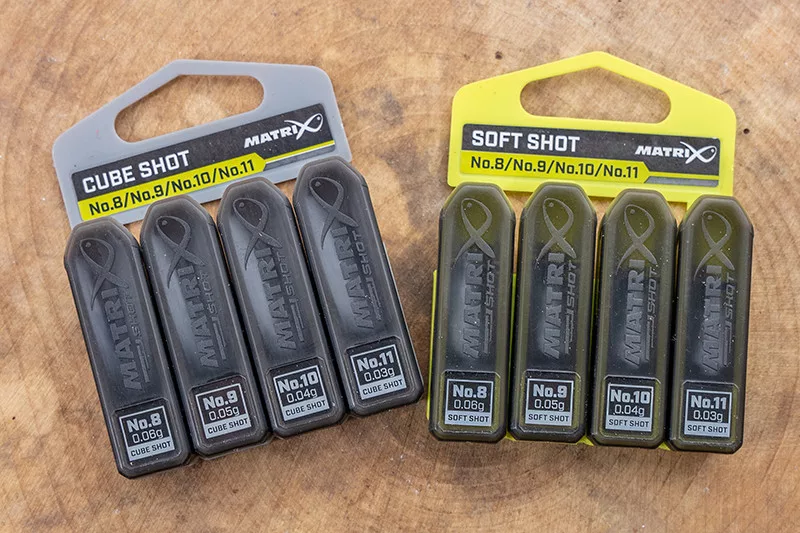 CUBE SHOT
MATRIX
No.8/No.9/No.10/No.11
MATRIX
SHOT
No.8
0.06g
CUBE SHOT
MATRIX
SHOT
No.9
0.05g
CUBE SHOT
MATRIX
SHOT
No.10
0.04g
CUBE SHOT
MATRIX
SHOT
No.11
0.03g
CUBE SHOT
SOFT SHOT
MATRIX
No.8/No.9/No.10/No.11
MATRIX
SHOT
No.8
0.06g
SOFT SHOT
MATRIX
SHOT
No.9
0.05g
SOFT SHOT
MATRIX
SHOT
No.10
0.04g
SOFT SHOT
MATRIX
SHOT
No.11
0.03g
SOFT SHOT